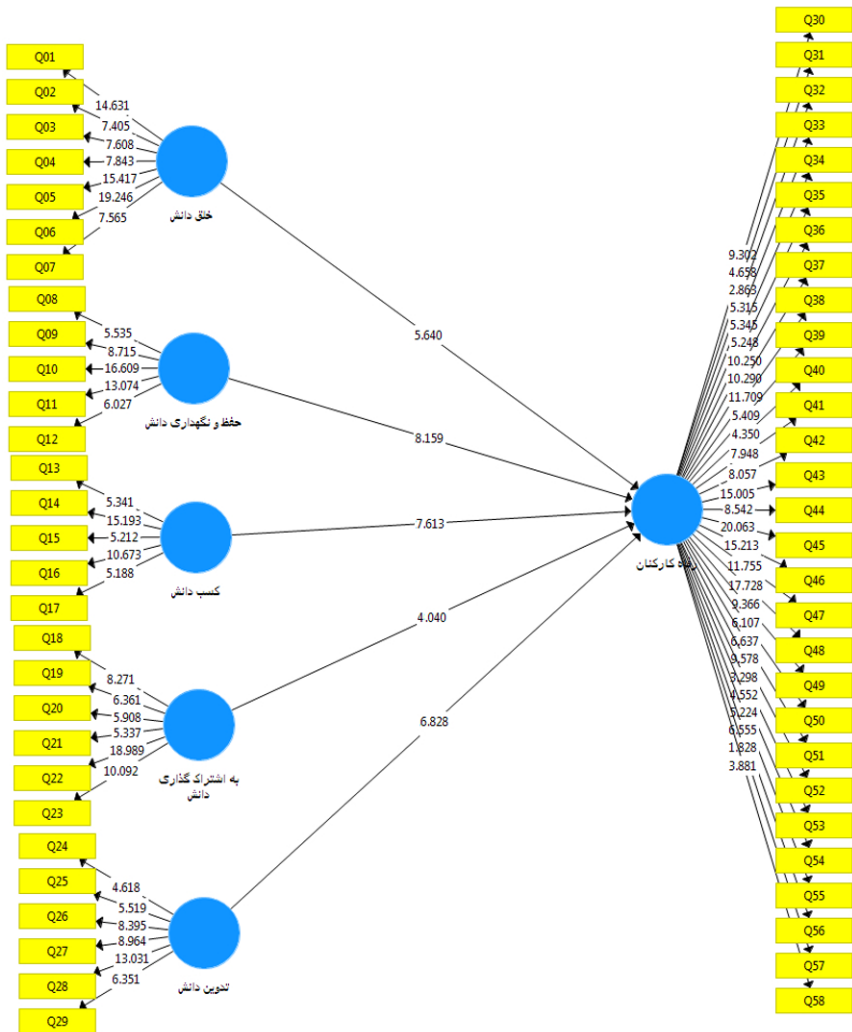 Q01
Q02
Q03
Q04
Q05
Q06
Q07
14.631
7.405
7.608
7.843
15.417
19.246
7.565
خلق دانش
Q08
Q09
Q10
Q11
Q12
5.535
8.715
16.609
13.074
6.027
حفظ و نگهداری دانش
Q13
Q14
Q15
Q16
Q17
5.341
15.193
5.212
10.673
5.188
کسب دانش
Q18
Q19
Q20
Q21
Q22
Q23
8.271
6.361
5.908
5.337
18.989
10.092
به اشتراک گذاری
دانش
Q24
Q25
Q26
Q27
Q28
Q29
4.618
5.519
8.395
8.964
13.031
6.351
تدوین دانش
5.640
8.159
7.613
4.040
6.828
رفاه کارکنان
9.302
4.658
2.863
5.315
5.345
5.248
10.250
10.290
11.709
5.409
4.350
7.948
8.057
15.005
8.542
20.063
15.213
11.755
17.728
9.366
6.107
6.637
9.578
3.298
4.552
5.224
6.555
1.828
3.881
Q30
Q31
Q32
Q33
Q34
Q35
Q36
Q37
Q38
Q39
Q40
Q41
Q42
Q43
Q44
Q45
Q46
Q47
Q48
Q49
Q50
Q51
Q52
Q53
Q54
Q55
Q56
Q57
Q58